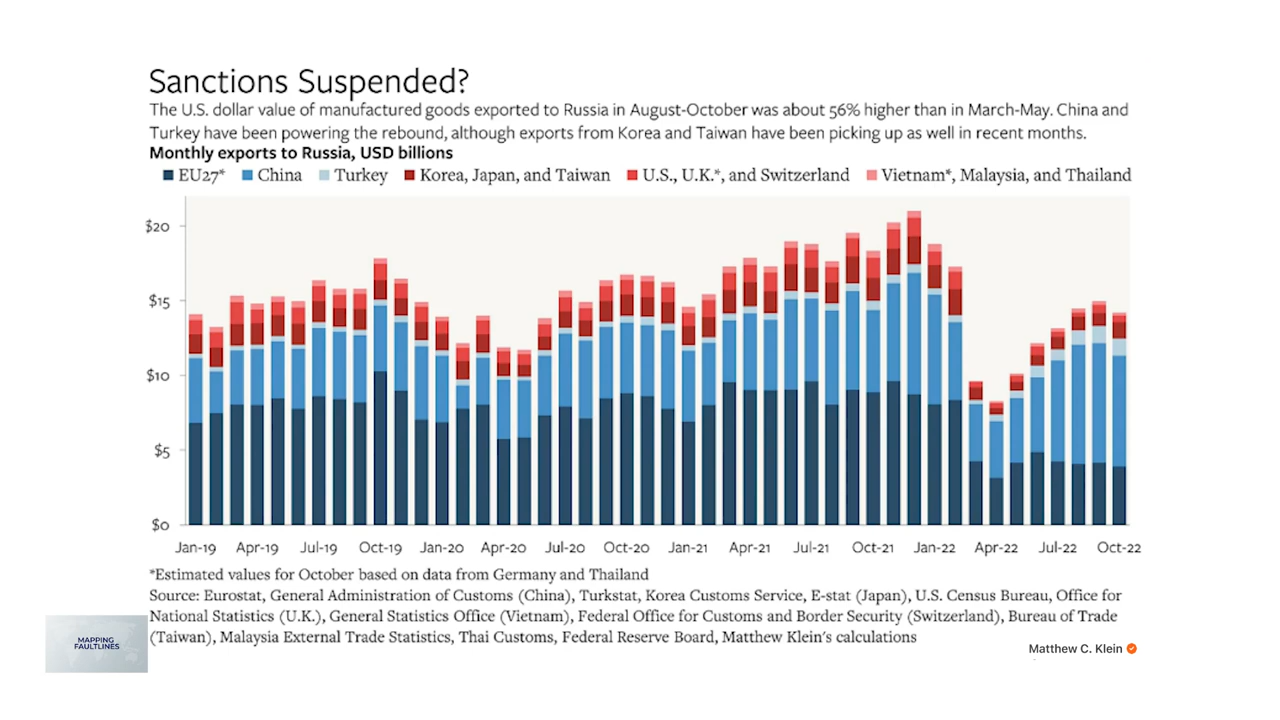 Sanctions Suspended?
The U.S. dollar value of manufactured goods exported to Russia in August-October was about 56% higher than in March-May. China and
Turkey have been powering the rebound, although exports from Korea and Taiwan have been picking up as well in recent months.
Monthly exports to Russia, USD billions
EU27* China Turkey Korea, Japan, and Taiwan U.S., U.K.*, and Switzerland Vietnam*, Malaysia, and Thailand
$20
$15
$10
$5
$0
Jan-19 Apr-19 Jul-19 Oct-19 Jan-20 Apr-20 Jul-20 Oct-20 Jan-21 Apr-21 Jul-21 Oct-21 Jan-22 Apr-22 Jul-22 Oct-22
*Estimated values for October based on data from Germany and Thailand
Source: Eurostat, General Administration of Customs (China), Turkstat, Korea Customs Service, E-stat (Japan), U.S. Census Bureau, Office for
National Statistics (U.K.), General Statistics Office (Vietnam), Federal Office for Customs and Border Security (Switzerland), Bureau of Trade
(Taiwan), Malaysia External Trade Statistics, Thai Customs, Federal Reserve Board, Matthew Klein's calculations
MAPPING
FAULTLINES
Matthew C. Klein